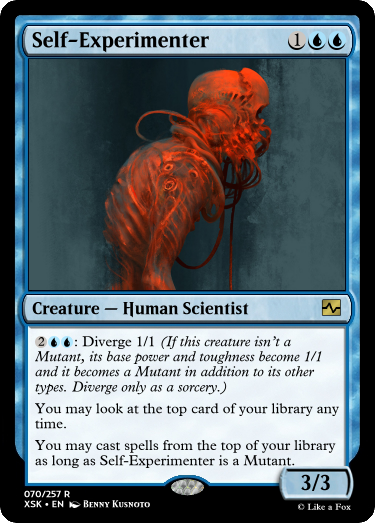 Self-Experimenter 1
Creature — Human Scientist
2: Diverge 1/1 (If this creature isn't a
Mutant, its base power and toughness become 1/1
and it becomes a Mutant in addition to its other
types. Diverge only as a sorcery.)
You may look at the top card of your library any
time.
You may cast spells from the top of your library
as long as Self-Experimenter is a Mutant.
3/3
070/257 R
XSK • EN Benny Kusnoto
© Like a Fox